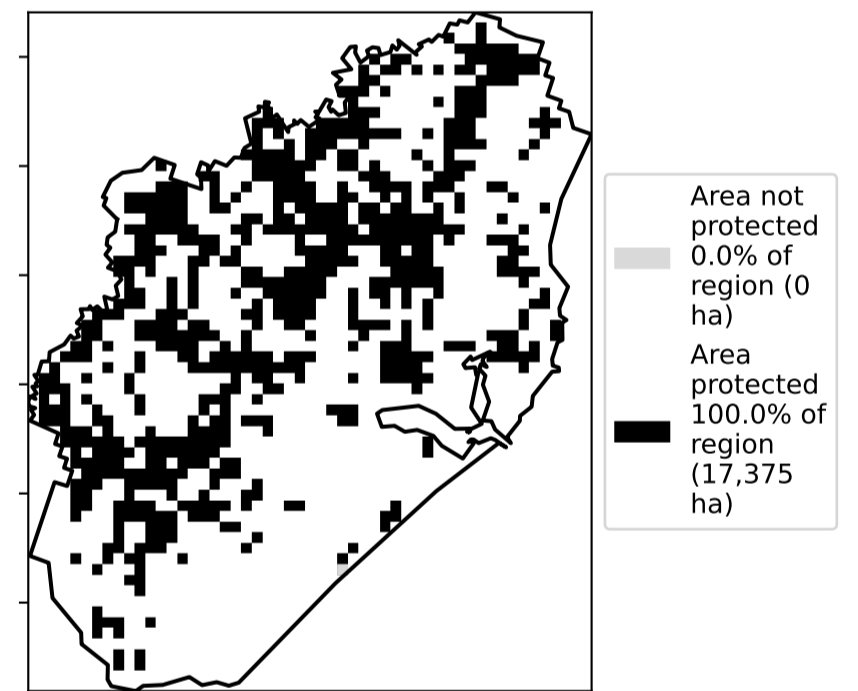 Area not
protected
0.0% of
region (0
ha)
Area
protected
100.0% of
region
(17,375
ha)